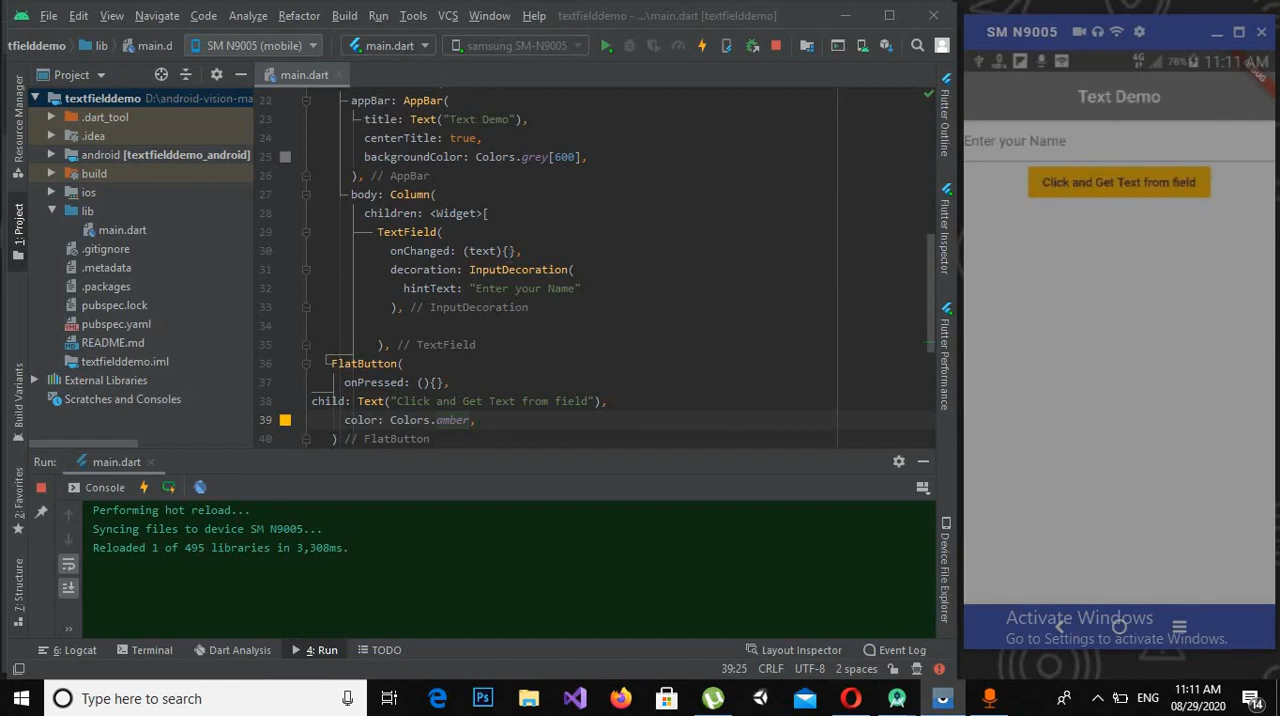 File Edit View Navigate Code Analyze Refactor Build Run Tools VCS Window Help textfielddemo - ...\main.dart [textfielddemo]
tfielddemo lib main.d SM N9005 (mobile) main.dart samsung SM-N9005
Project main.dart
textfielddemo D:\android-vision-ma
.dart_tool
.idea
android [textfielddemo_android]
build
ios
lib
main.dart
.gitignore
.metadata
.packages
pubspec.lock
pubspec.yaml
README.md
textfielddemo.iml
External Libraries
Scratches and Consoles
Resource Manager
1: Project
Build Variants
2: Favorites
7: Structure
22 appBar: AppBar(
23 title: Text("Text Demo"),
24 centerTitle: true,
25 backgroundColor: Colors.grey[600],
26 ), // AppBar
27 body: Column(
28 children: <Widget>[
29 TextField(
30 onChanged: (text){},
31 decoration: InputDecoration(
32 hintText: "Enter your Name"
33 ), // InputDecoration
34
35 ), // TextField
36 FlatButton(
37 onPressed: (){},
38 child: Text("Click and Get Text from field"),
39 color: Colors.amber,
40 ) // FlatButton
Flutter Outline
Flutter Inspector
Flutter Performance
Device File Explorer
Run: main.dart
Console
Performing hot reload...
Syncing files to device SM N9005...
Reloaded 1 of 495 libraries in 3,308ms.
6: Logcat Terminal Dart Analysis 4: Run TODO Layout Inspector Event Log
39:25 CRLF UTF-8 2 spaces
SM N9005
4G 78% 11:11 AM
Text Demo
Enter your Name
Click and Get Text from field
Activate Windows
Go to Settings to activate Windows.
Type here to search
ENG
11:11 AM
08/29/2020
14